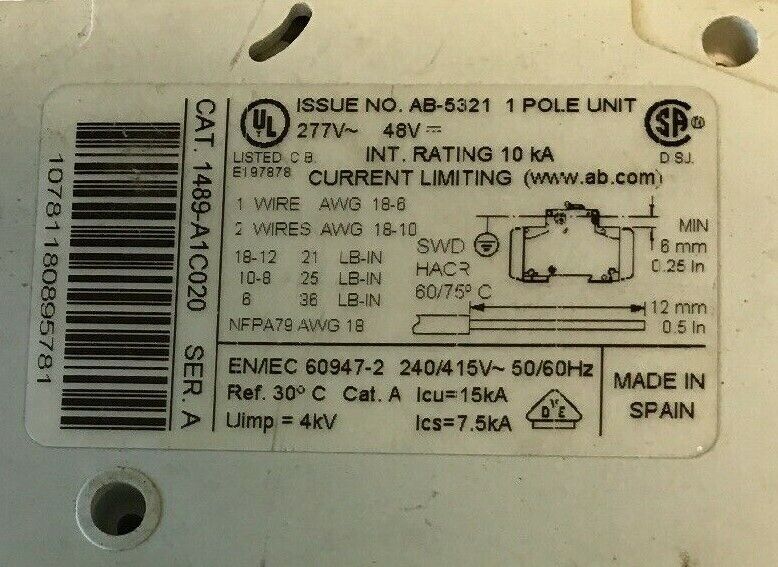 CAT. 1489-A1C020 SER. A
10781180895781
UL
ISSUE NO. AB-5321 1 POLE UNIT
277V~ 48V⎓
SA
LISTED C.B.
E197878
INT. RATING 10 kA
DSJ.
CURRENT LIMITING (www.ab.com)
1 WIRE AWG 18-6
2 WIRES AWG 18-10
18-12 21 LB-IN
10-8 25 LB-IN
6 36 LB-IN
NFPA79 AWG 18
SWD
HACR
60/75° C
MIN
6 mm
0.25 In
12 mm
0.5 In
EN/IEC 60947-2 240/415V~ 50/60Hz
Ref. 30° C Cat. A Icu=15kA
Uimp = 4kV Ics=7.5kA
DVE
MADE IN
SPAIN